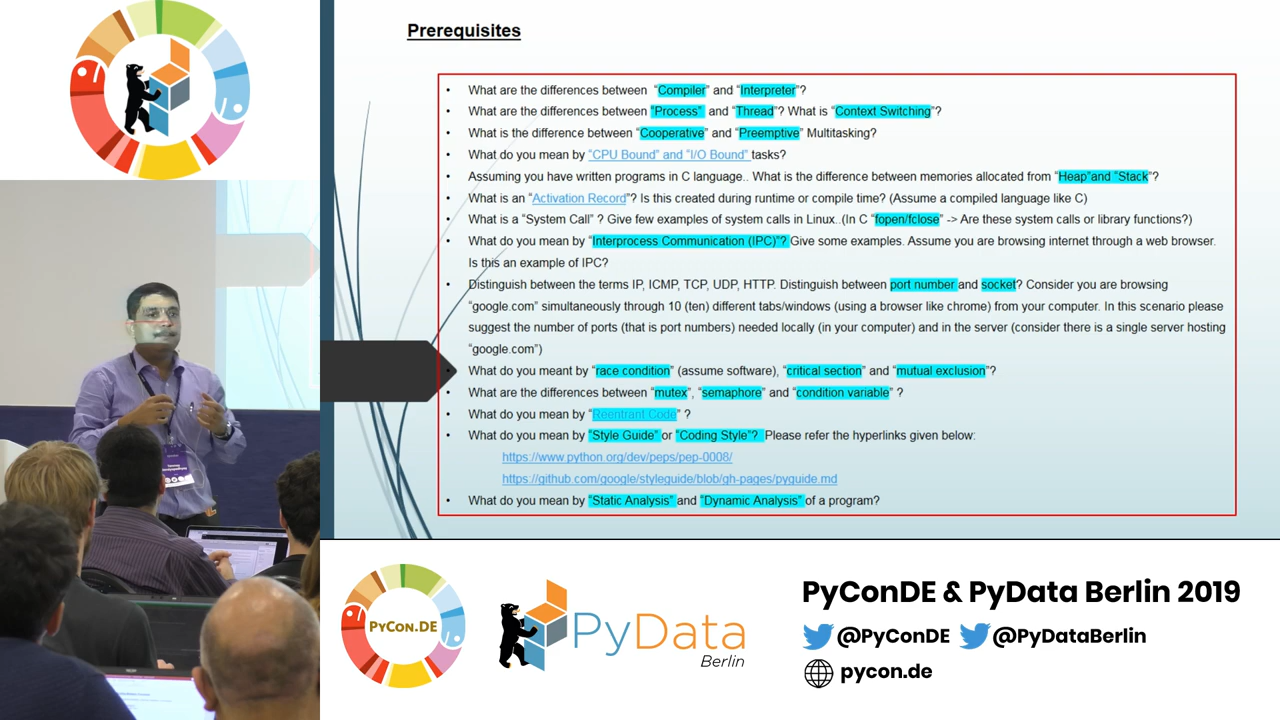 Prerequisites
• What are the differences between “Compiler” and “Interpreter”?
• What are the differences between “Process” and “Thread”? What is “Context Switching”?
• What is the difference between “Cooperative” and “Preemptive” Multitasking?
• What do you mean by “CPU Bound” and “I/O Bound” tasks?
• Assuming you have written programs in C language.. What is the difference between memories allocated from “Heap”and “Stack”?
• What is an “Activation Record”? Is this created during runtime or compile time? (Assume a compiled language like C)
• What is a “System Call” ? Give few examples of system calls in Linux..(In C “fopen/fclose” -> Are these system calls or library functions?)
• What do you mean by “Interprocess Communication (IPC)”? Give some examples. Assume you are browsing internet through a web browser.
Is this an example of IPC?
• Distinguish between the terms IP, ICMP, TCP, UDP, HTTP. Distinguish between port number and socket? Consider you are browsing
“google.com” simultaneously through 10 (ten) different tabs/windows (using a browser like chrome) from your computer. In this scenario please
suggest the number of ports (that is port numbers) needed locally (in your computer) and in the server (consider there is a single server hosting
“google.com”)
• What do you meant by “race condition” (assume software), “critical section” and “mutual exclusion”?
• What are the differences between “mutex”, “semaphore” and “condition variable” ?
• What do you mean by “Reentrant Code” ?
• What do you mean by “Style Guide” or “Coding Style”? Please refer the hyperlinks given below:
https://www.python.org/dev/peps/pep-0008/
https://github.com/google/styleguide/blob/gh-pages/pyguide.md
• What do you mean by “Static Analysis” and “Dynamic Analysis” of a program?
PYCON.DE
PyData
Berlin
PyConDE & PyData Berlin 2019
@PyConDE @PyDataBerlin
pycon.de